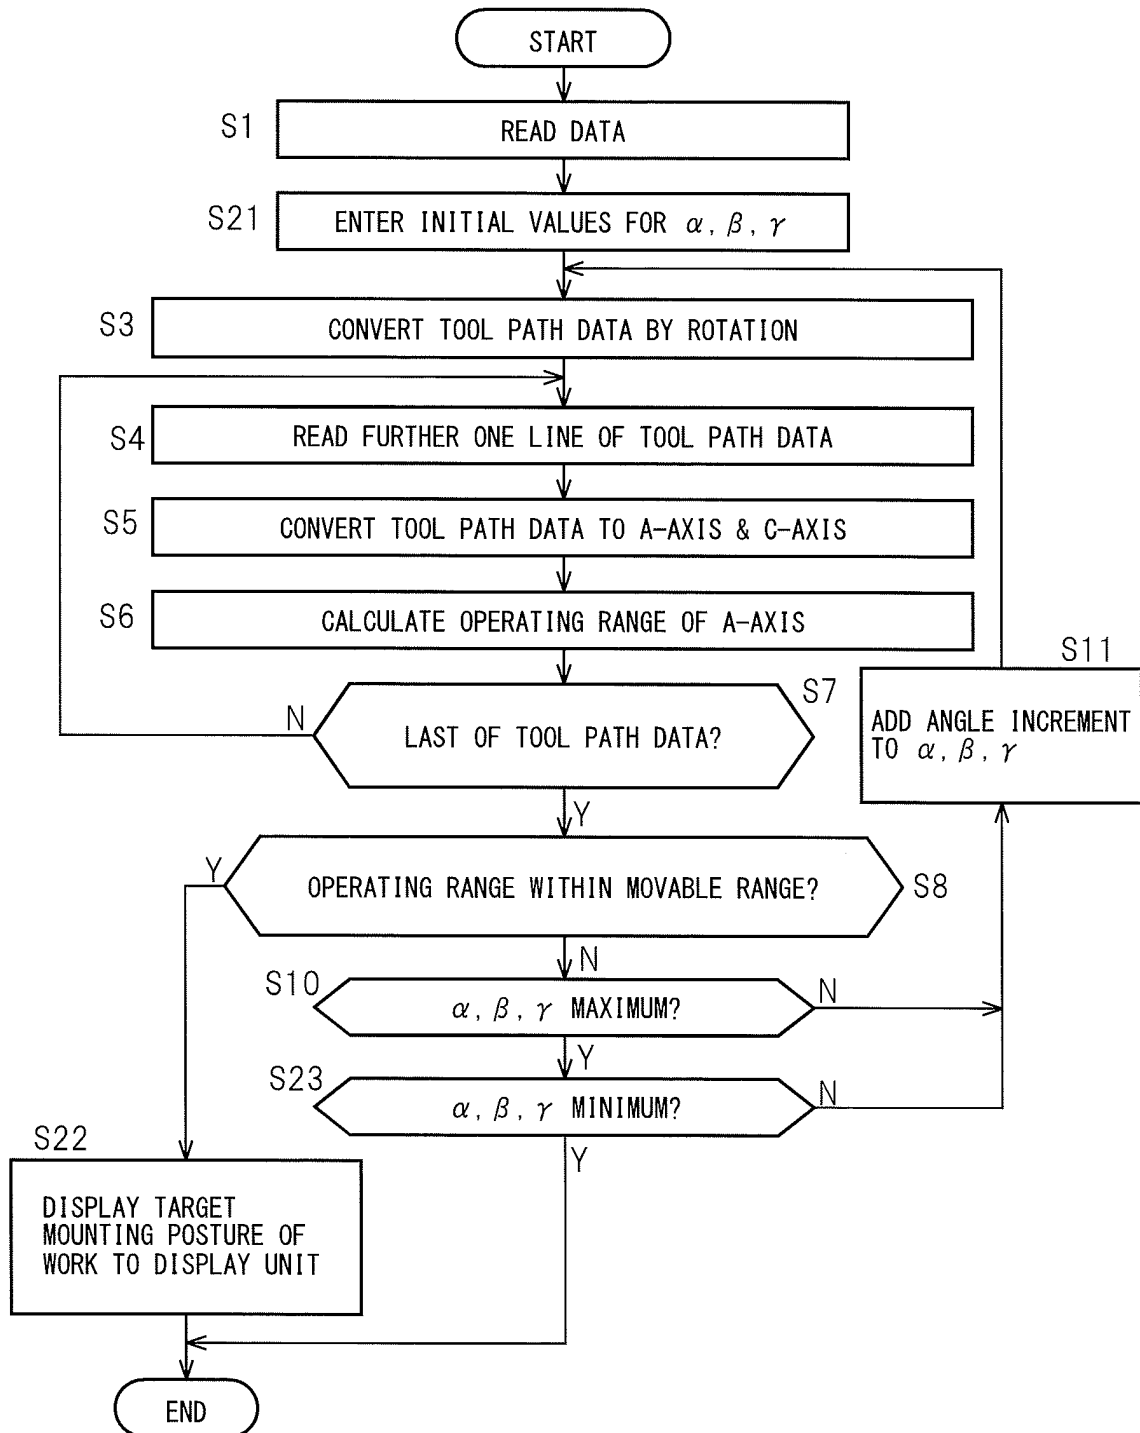 START
S1
READ DATA
S21
ENTER INITIAL VALUES FOR α, β, γ
S3
CONVERT TOOL PATH DATA BY ROTATION
S4
READ FURTHER ONE LINE OF TOOL PATH DATA
S5
CONVERT TOOL PATH DATA TO A-AXIS & C-AXIS
S6
CALCULATE OPERATING RANGE OF A-AXIS
S11
ADD ANGLE INCREMENT
TO α, β, γ
S7
N
LAST OF TOOL PATH DATA?
Y
Y
OPERATING RANGE WITHIN MOVABLE RANGE?
S8
N
S10
α, β, γ MAXIMUM?
N
Y
S23
α, β, γ MINIMUM?
N
Y
S22
DISPLAY TARGET
MOUNTING POSTURE OF
WORK TO DISPLAY UNIT
END